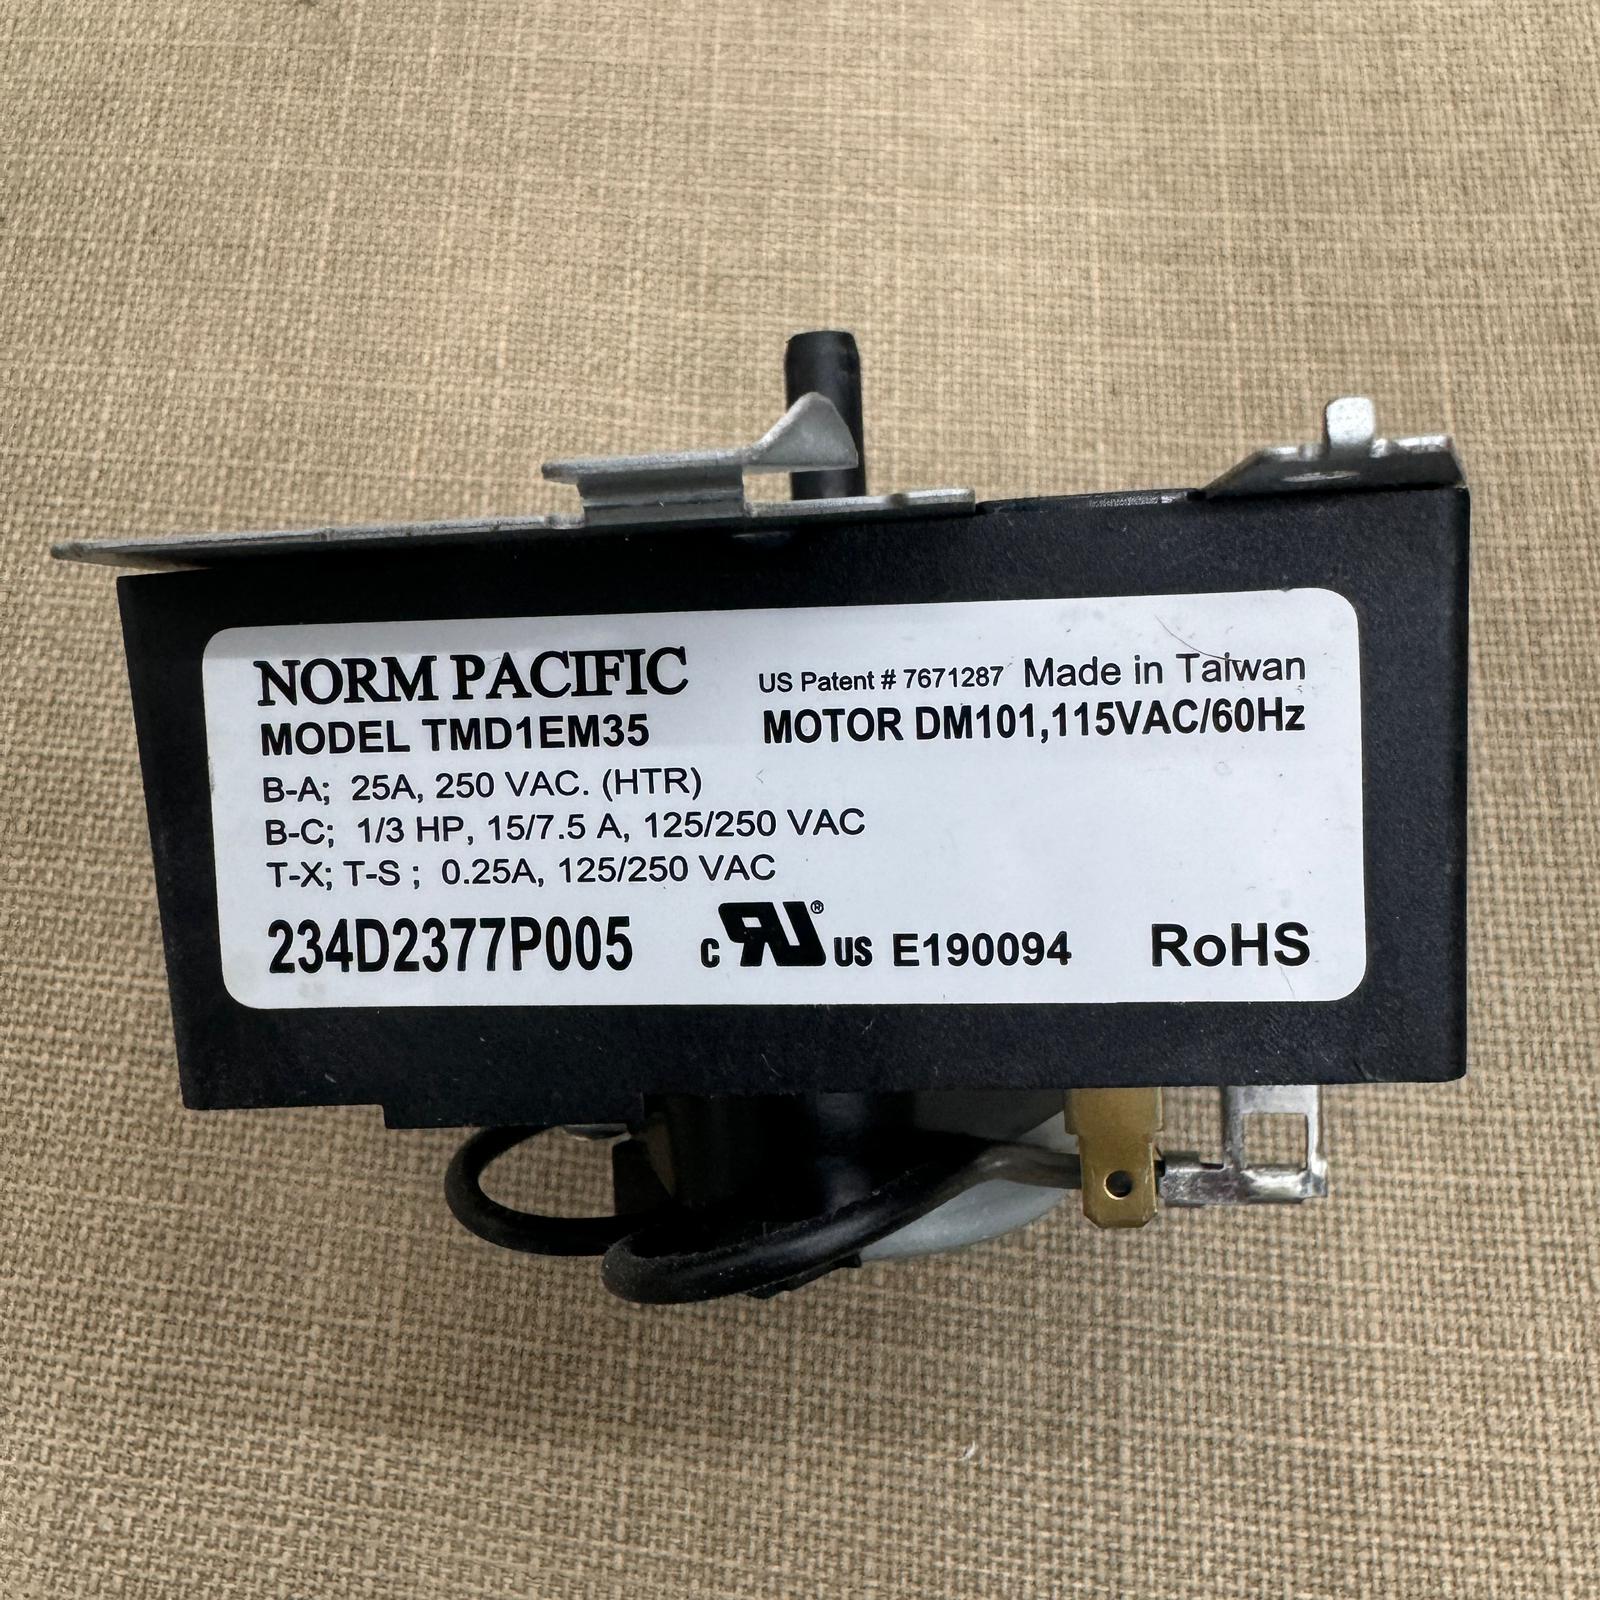 NORM PACIFIC US Patent # 7671287 Made in Taiwan
MODEL TMD1EM35 MOTOR DM101,115VAC/60Hz
B-A; 25A, 250 VAC. (HTR)
B-C; 1/3 HP, 15/7.5 A, 125/250 VAC
T-X; T-S ; 0.25A, 125/250 VAC
234D2377P005 c RU® US E190094 RoHS